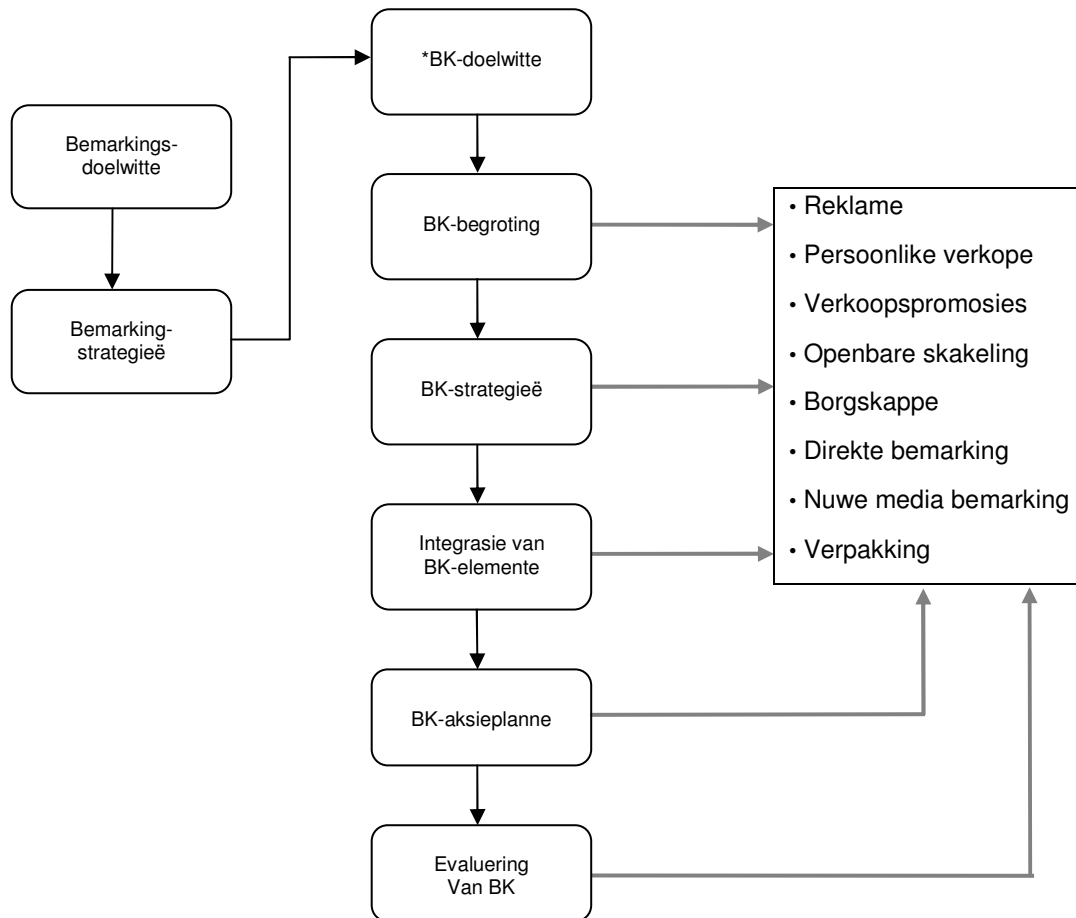 *BK-doelwitte
Bemarkings-
doelwitte
Bemarking-
strategieë
BK-begroting
BK-strategieë
Integrasie van
BK-elemente
BK-aksieplanne
Evaluering
Van BK
• Reklame
• Persoonlike verkope
• Verkoopspromosies
• Openbare skakeling
• Borgskappe
• Direkte bemarking
• Nuwe media bemarking
• Verpakking